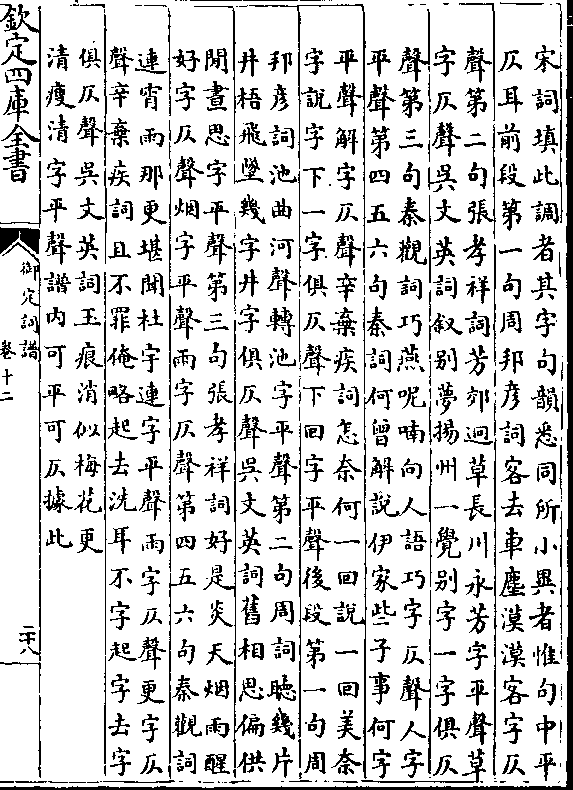 宋詞填此調者其字句韻悉同所小異者惟句中平
仄耳前段第一句周邦彥詞客去車塵漠漠客字仄
聲第二句張孝祥詞芳郊迥草長川永芳字平聲草
字仄聲吳文英詞叙别夢揚州一覺别字一字俱仄
聲第三句秦觀詞巧燕呢喃向人語巧字仄聲人字
平聲第四五六句秦詞何曾解說伊家些子事何字
平聲解字仄聲辛棄疾詞怎奈何一回說一回美奈
字說字下一字俱仄聲下回字平聲後段第一句周
邦彥詞池曲河聲轉池字平聲第二句周詞聽幾片
井梧飛墜幾字井字俱仄聲吳文英詞舊相思偏供
閒晝思字平聲第三句張孝祥詞好是炎天烟雨醒
好字仄聲烟字平聲雨字仄聲第四五六句秦觀詞
連宵雨那更堪聞杜宇連字平聲雨字仄聲更字仄
聲辛棄疾詞且不罪俺略起去洗耳不字起字去字
俱仄聲吳文英詞玉痕消似梅花更
清瘦清字平聲譜内可平可仄據此
欽定四庫全書
御定詞譜
卷十二
二十八